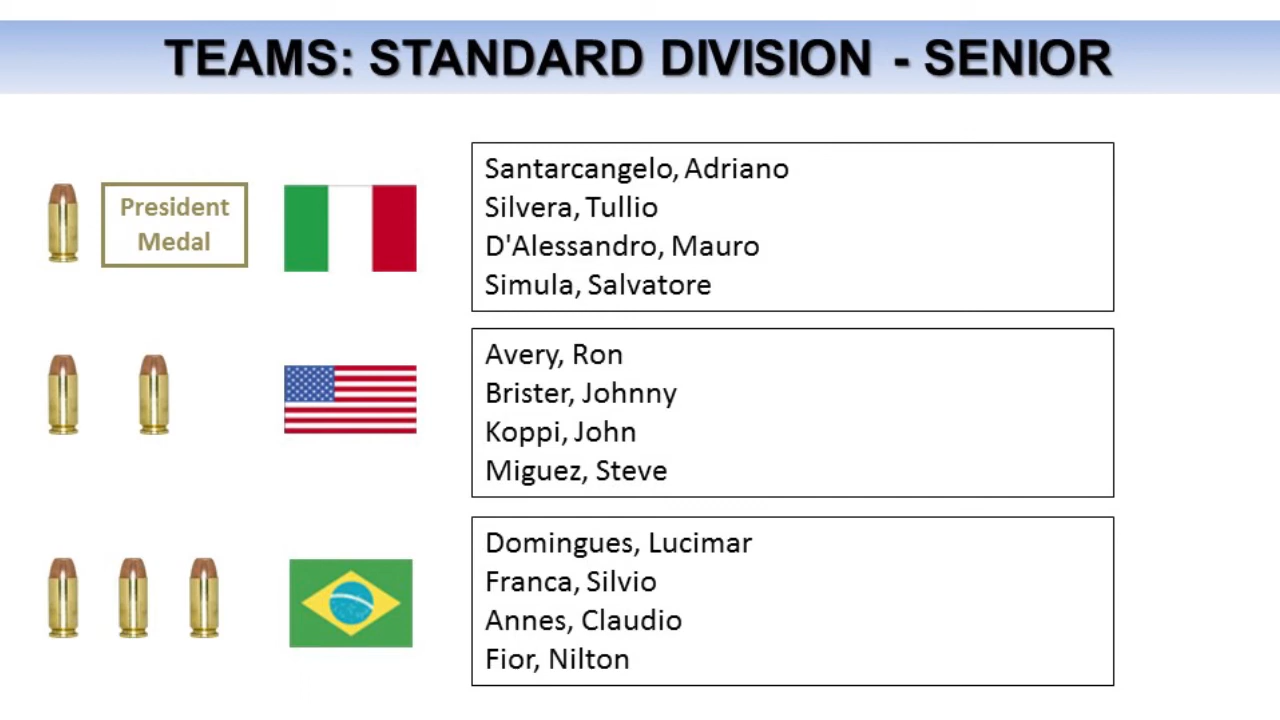 TEAMS: STANDARD DIVISION - SENIOR
President
Medal
Santarcangelo, Adriano
Silvera, Tullio
D'Alessandro, Mauro
Simula, Salvatore
Avery, Ron
Brister, Johnny
Koppi, John
Miguez, Steve
Domingues, Lucimar
Franca, Silvio
Annes, Claudio
Fior, Nilton